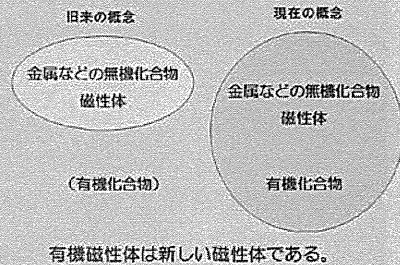 旧来の概念
金属などの無機化合物
磁性体
(有機化合物)
現在の概念
金属などの無機化合物
磁性体
有機化合物
有機磁性体は新しい磁性体である。